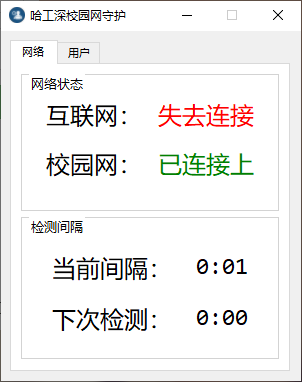 哈工深校园网守护
网络 用户
网络状态
互联网： 失去连接
校园网： 已连接上
检测间隔
当前间隔： 0:01
下次检测： 0:00